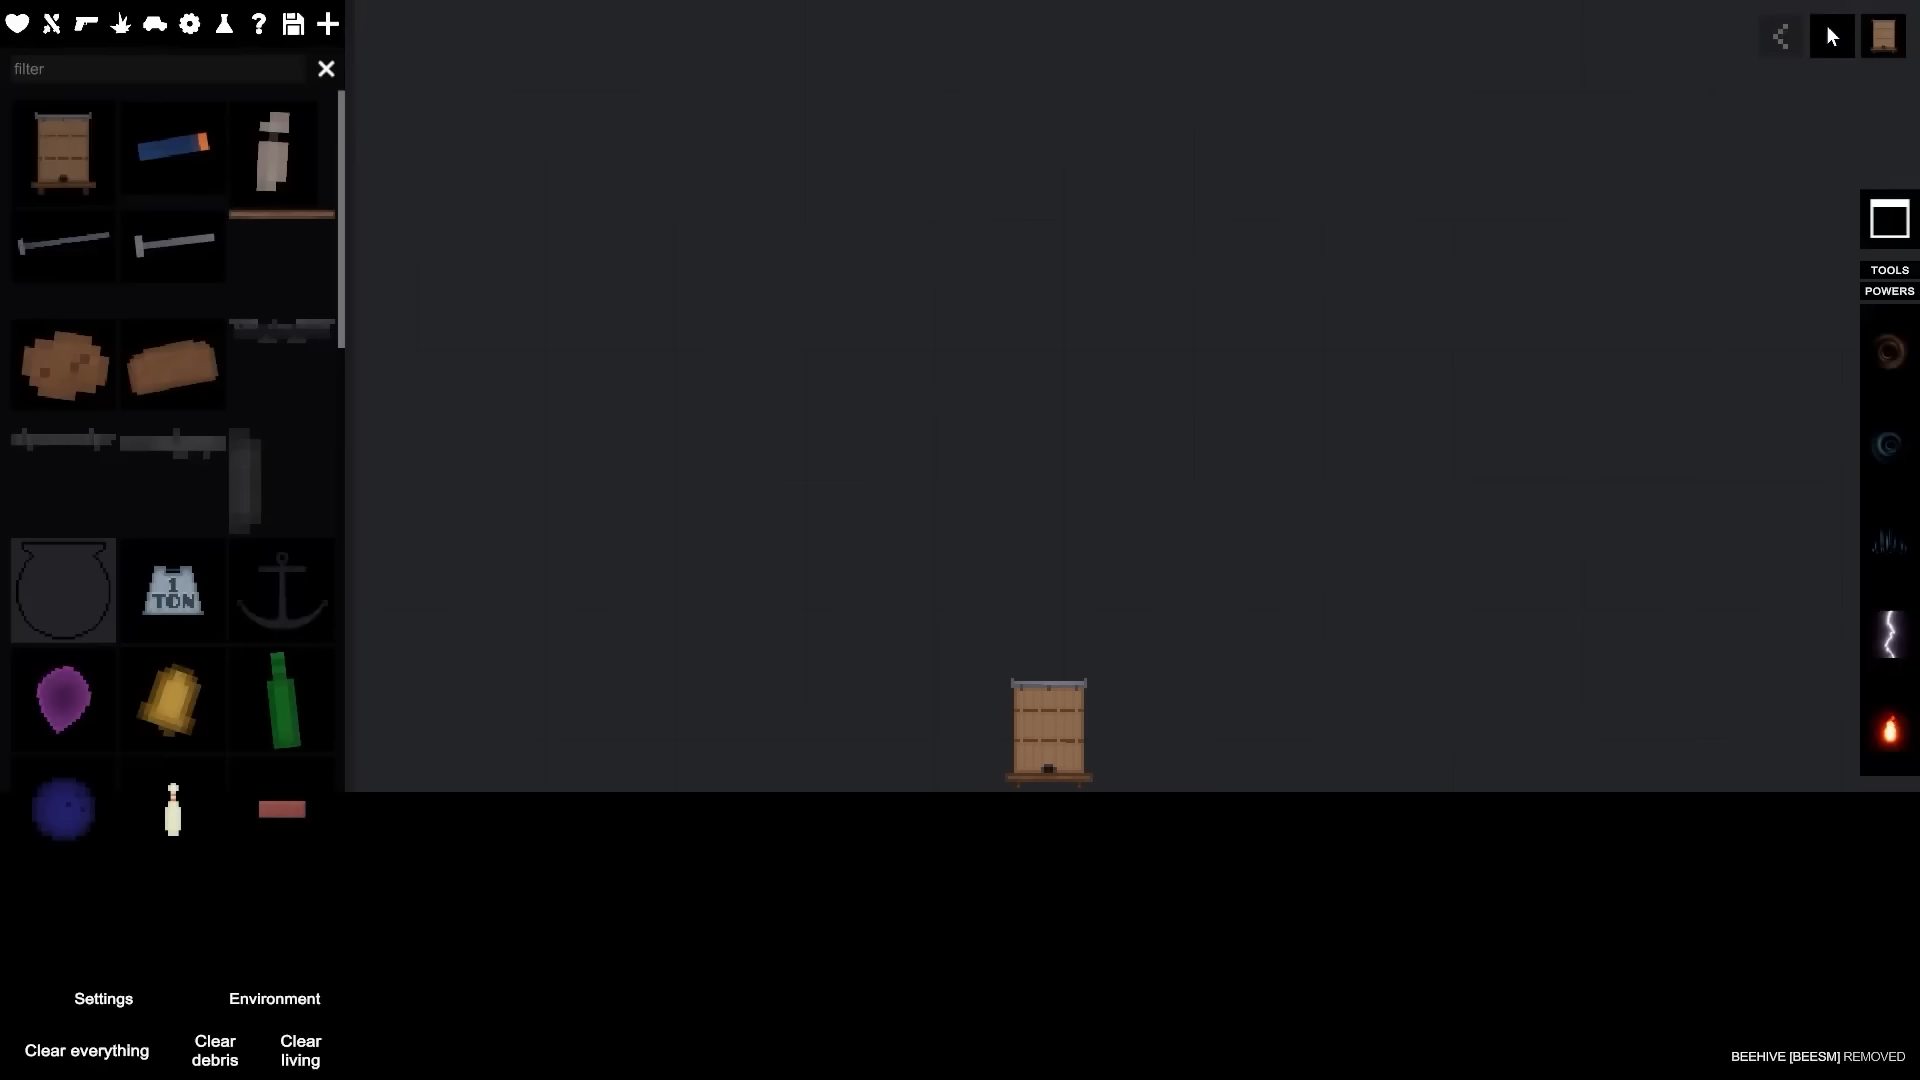 filter
TOOLS
POWERS
1
TON
Settings
Environment
Clear everything
Clear
debris
Clear
living
BEEHIVE [BEESM] REMOVED